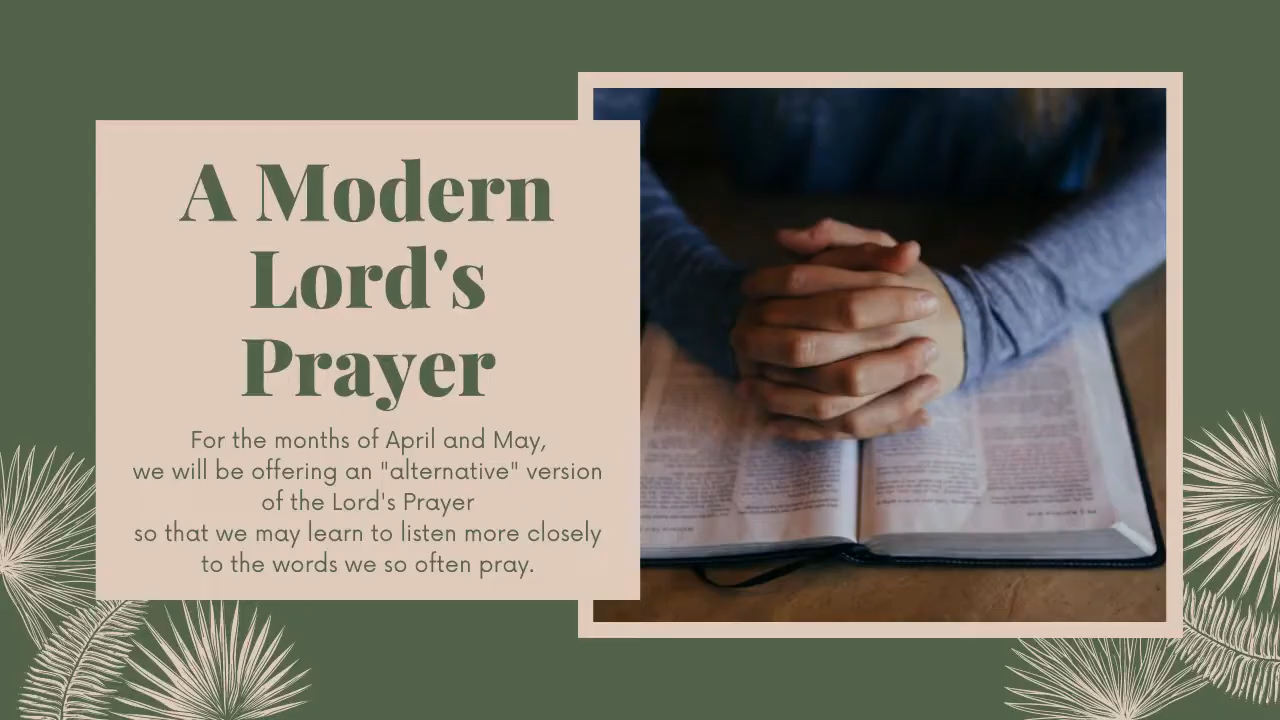 A Modern
Lord's
Prayer
For the months of April and May,
we will be offering an "alternative" version
of the Lord's Prayer
so that we may learn to listen more closely
to the words we so often pray.